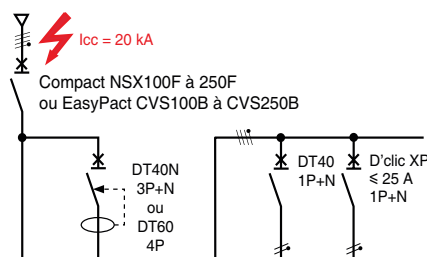 Icc = 20 kA
Compact NSX100F à 250F
ou EasyPact CVS100B à CVS250B
DT40N
3P+N
ou
DT60
4P
DT40
1P+N
D'clic XP
≤ 25 A
1P+N